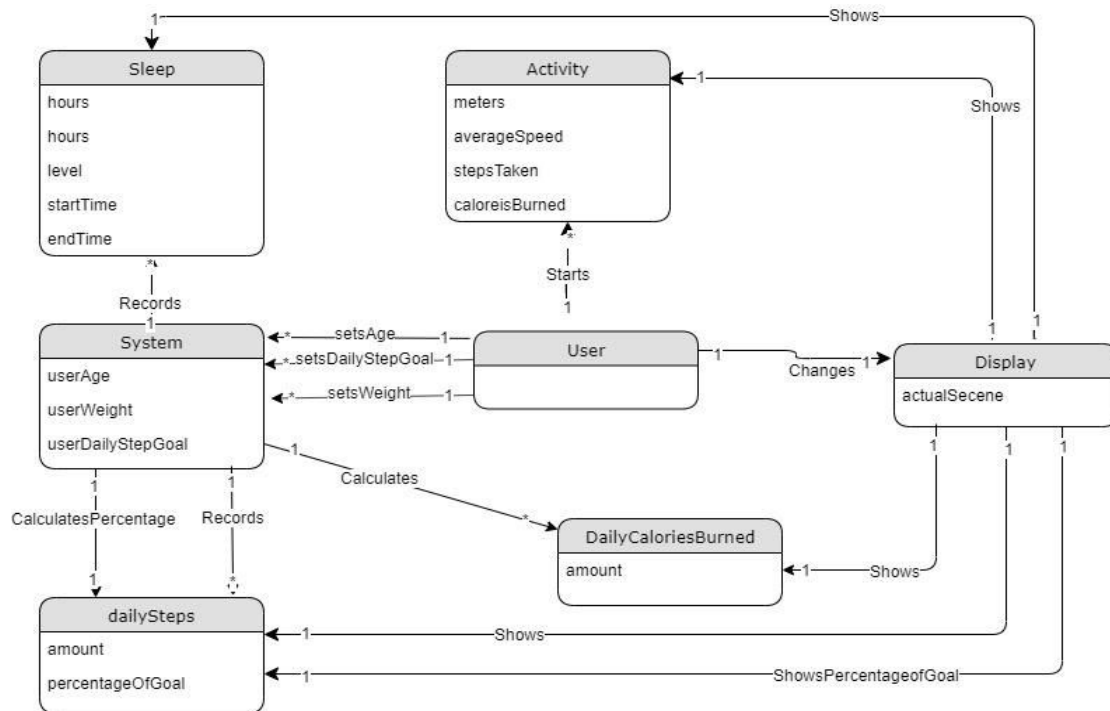 Shows
1
1
Sleep
hours
hours
level
startTime
endTime
Activity
meters
averageSpeed
stepsTaken
caloreisBurned
1
Shows
1
*
Starts
1
*
Records
1
1
System
userAge
userWeight
userDailyStepGoal
* setsAge 1
* setsDailyStepGoal 1
* setsWeight 1
User
1
Changes
1
Display
actualSecene
1
Calculates
*
1
CalculatesPercentage
1
1
Records
*
DailyCaloriesBurned
amount
1
1
1
1 Shows
dailySteps
amount
percentageOfGoal
1 Shows
1 ShowsPercentageofGoal